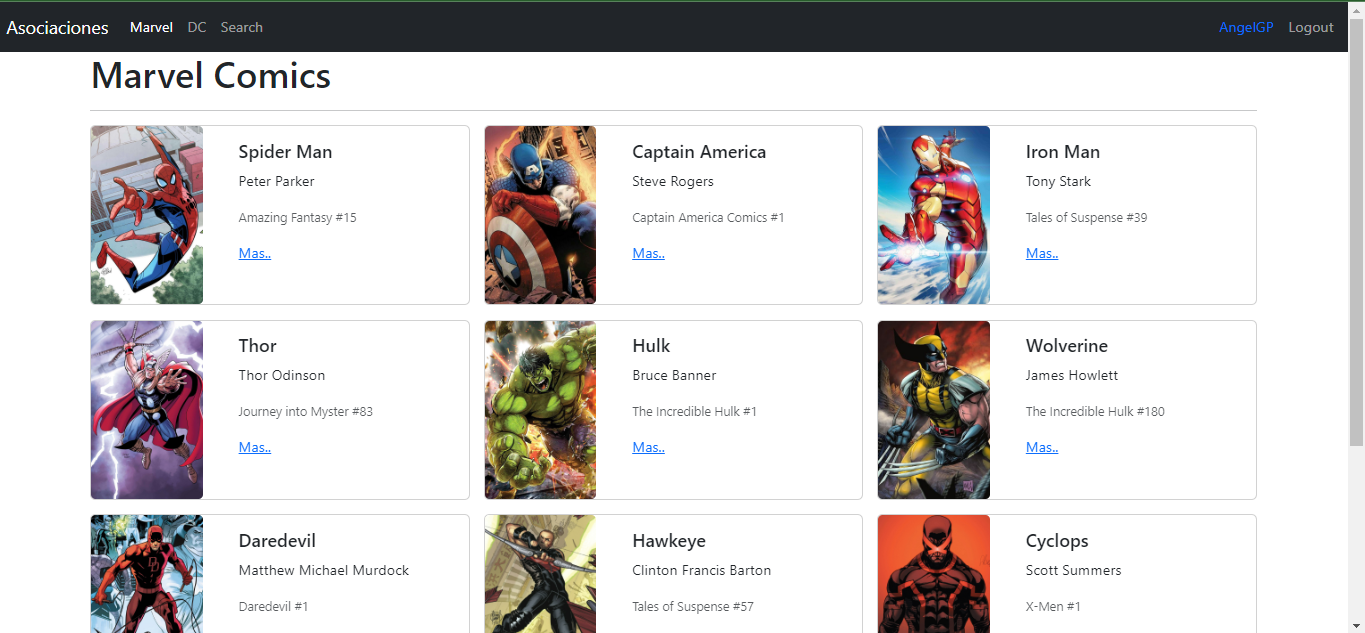 Asociaciones Marvel DC Search AngelGP Logout
Marvel Comics
Spider Man
Peter Parker
Amazing Fantasy #15
Mas..
Captain America
Steve Rogers
Captain America Comics #1
Mas..
Iron Man
Tony Stark
Tales of Suspense #39
Mas..
Thor
Thor Odinson
Journey into Myster #83
Mas..
Hulk
Bruce Banner
The Incredible Hulk #1
Mas..
Wolverine
James Howlett
The Incredible Hulk #180
Mas..
Daredevil
Matthew Michael Murdock
Daredevil #1
Hawkeye
Clinton Francis Barton
Tales of Suspense #57
Cyclops
Scott Summers
X-Men #1